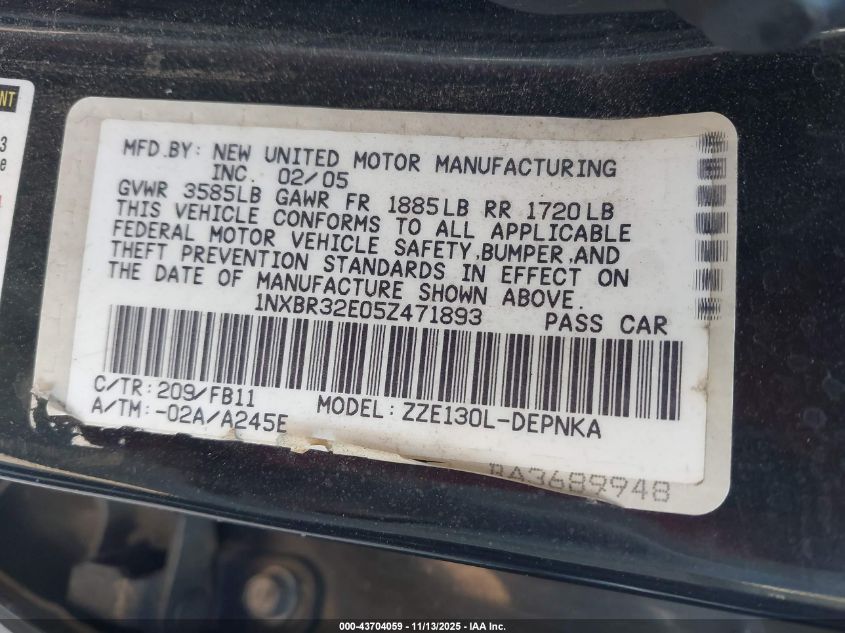 NT
3
e
MFD.BY: NEW UNITED MOTOR MANUFACTURING
INC. 02/05
GVWR 3585LB GAWR FR 1885LB RR 1720LB
THIS VEHICLE CONFORMS TO ALL APPLICABLE
FEDERAL MOTOR VEHICLE SAFETY,BUMPER,AND
THEFT PREVENTION STANDARDS IN EFFECT ON
THE DATE OF MANUFACTURE SHOWN ABOVE.
1NXBR32E05Z471893 PASS CAR
C/TR:209/FB11
A/TM:-02A/A245E MODEL:ZZE130L-DEPNKA
BA3689948
000-43704059 - 11/13/2025 - IAA Inc.